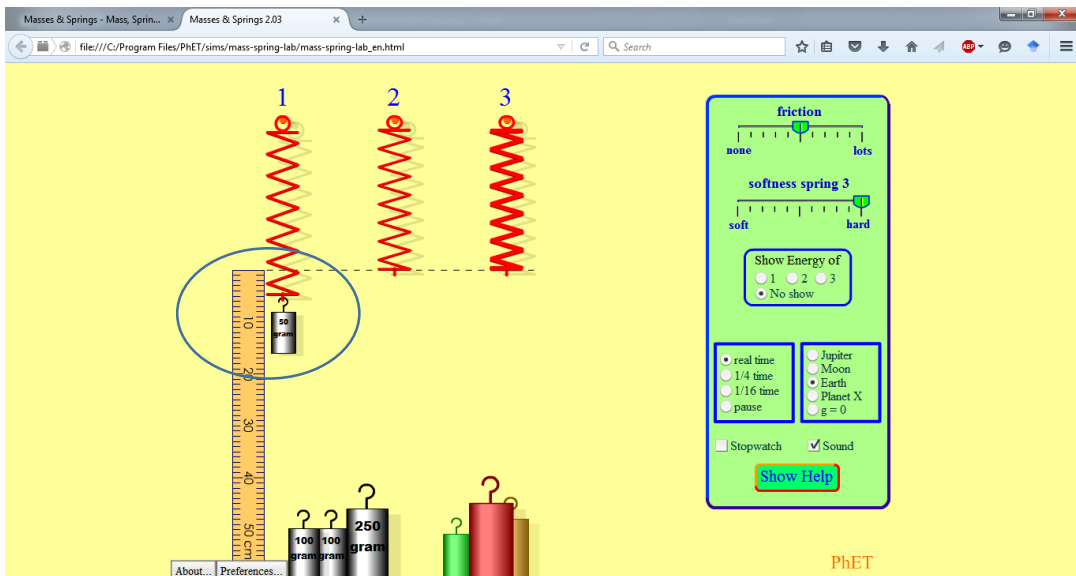 Masses & Springs - Mass, Sprin...
Masses & Springs 2.03
file:///C:/Program Files/PhET/sims/mass-spring-lab/mass-spring-lab_en.html
Search
ABP
1 2 3
friction
none lots
softness spring 3
soft hard
Show Energy of
1 2 3
No show
50
gram
10
20
30
40
50 cm
real time
1/4 time
1/16 time
pause
Jupiter
Moon
Earth
Planet X
g = 0
Stopwatch Sound
Show Help
100
gram
100
gram
250
gram
PhET
About... Preferences...